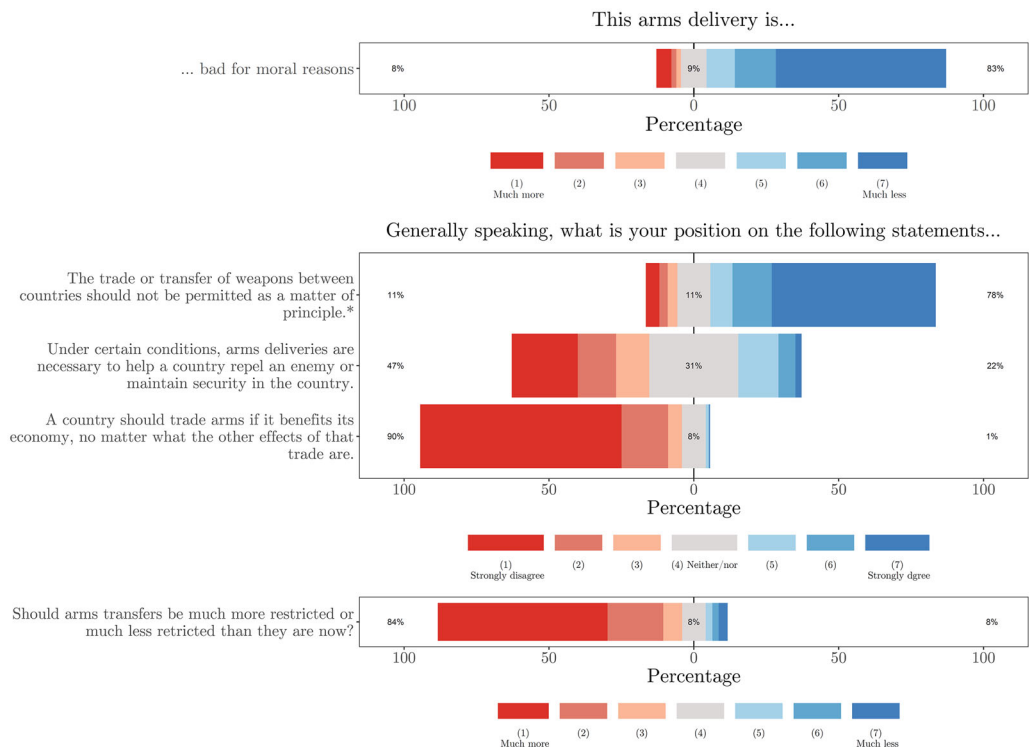 This arms delivery is...
... bad for moral reasons
8%
9%
83%
100 50 0 50 100
Percentage
(1) (2) (3) (4) (5) (6) (7)
Much more Much less
Generally speaking, what is your position on the following statements...
The trade or transfer of weapons between
countries should not be permitted as a matter of
principle.*
11%
11%
78%
Under certain conditions, arms deliveries are
necessary to help a country repel an enemy or
maintain security in the country.
47%
31%
22%
A country should trade arms if it benefits its
economy, no matter what the other effects of that
trade are.
90%
8%
1%
100 50 0 50 100
Percentage
(1) (2) (3) (4) Neither/nor (5) (6) (7)
Strongly disagree Strongly dgree
Should arms transfers be much more restricted or
much less retricted than they are now?
84%
8%
8%
100 50 0 50 100
Percentage
(1) (2) (3) (4) (5) (6) (7)
Much more Much less